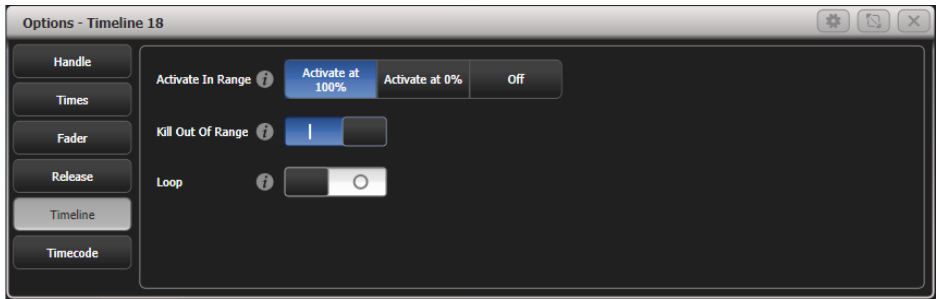 Options - Timeline 18
Handle
Times
Fader
Release
Timeline
Timecode
Activate In Range
Activate at 100%
Activate at 0%
Off
Kill Out Of Range
Loop